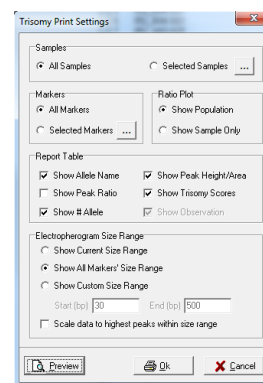 Trisomy Print Settings
Samples
All Samples
Selected Samples ...
Markers
All Markers
Selected Markers ...
Ratio Plot
Show Population
Show Sample Only
Report Table
Show Allele Name
Show Peak Height/Area
Show Peak Ratio
Show Trisomy Scores
Show # Allele
Show Observation
Electropherogram Size Range
Show Current Size Range
Show All Markers' Size Range
Show Custom Size Range
Start (bp) 30 End (bp) 500
Scale data to highest peaks within size range
Preview Ok Cancel